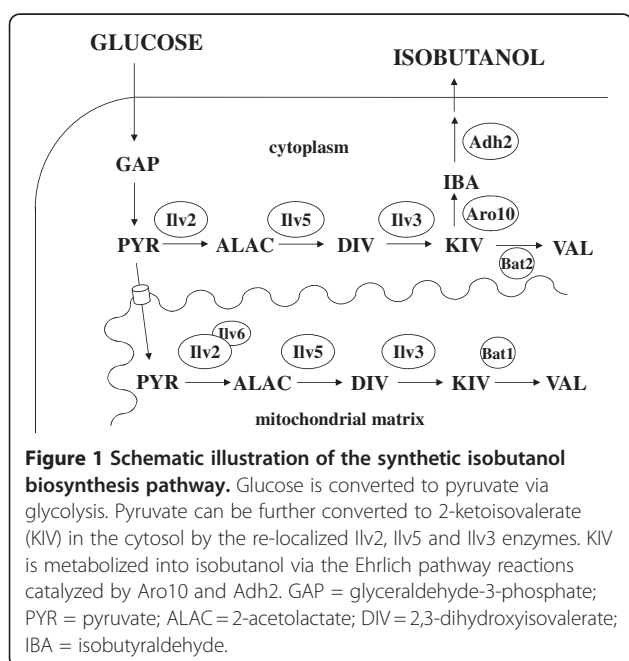 GLUCOSE
ISOBUTANOL
Adh2
cytoplasm
GAP
IBA
Ilv2 Ilv5 Ilv3 Aro10
PYR ALAC DIV KIV VAL
Bat2
Ilv6
Ilv2 Ilv5 Ilv3 Bat1
PYR ALAC DIV KIV VAL
mitochondrial matrix
Figure 1 Schematic illustration of the synthetic isobutanol
biosynthesis pathway. Glucose is converted to pyruvate via
glycolysis. Pyruvate can be further converted to 2-ketoisovalerate
(KIV) in the cytosol by the re-localized Ilv2, Ilv5 and Ilv3 enzymes. KIV
is metabolized into isobutanol via the Ehrlich pathway reactions
catalyzed by Aro10 and Adh2. GAP = glyceraldehyde-3-phosphate;
PYR = pyruvate; ALAC = 2-acetolactate; DIV = 2,3-dihydroxyisovalerate;
IBA = isobutyraldehyde.